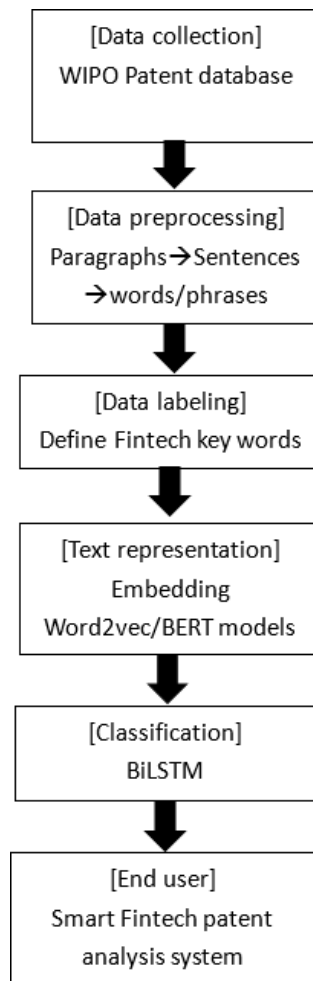 [Data collection]
WIPO Patent database
[Data preprocessing]
Paragraphs→Sentences
→words/phrases
[Data labeling]
Define Fintech key words
[Text representation]
Embedding
Word2vec/BERT models
[Classification]
BiLSTM
[End user]
Smart Fintech patent
analysis system